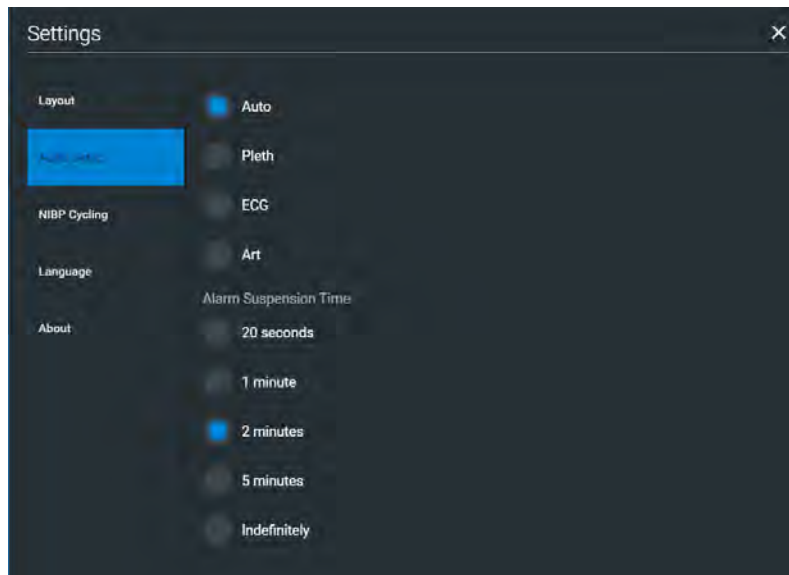 Settings
Layout
Auto
Pleth
NIBP Cycling
ECG
Language
Art
Alarm Suspension Time
About
20 seconds
1 minute
2 minutes
5 minutes
Indefinitely